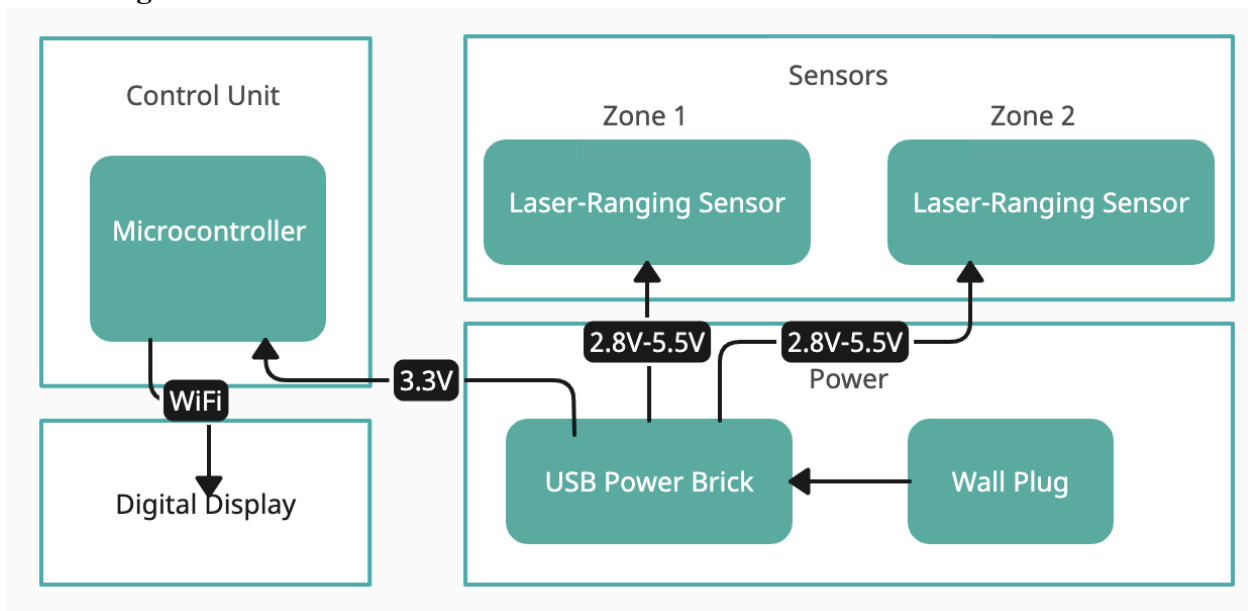 Control Unit
Microcontroller
WiFi
Digital Display
3.3V
Sensors
Zone 1
Zone 2
Laser-Ranging Sensor
Laser-Ranging Sensor
2.8V-5.5V
2.8V-5.5V
Power
USB Power Brick
Wall Plug